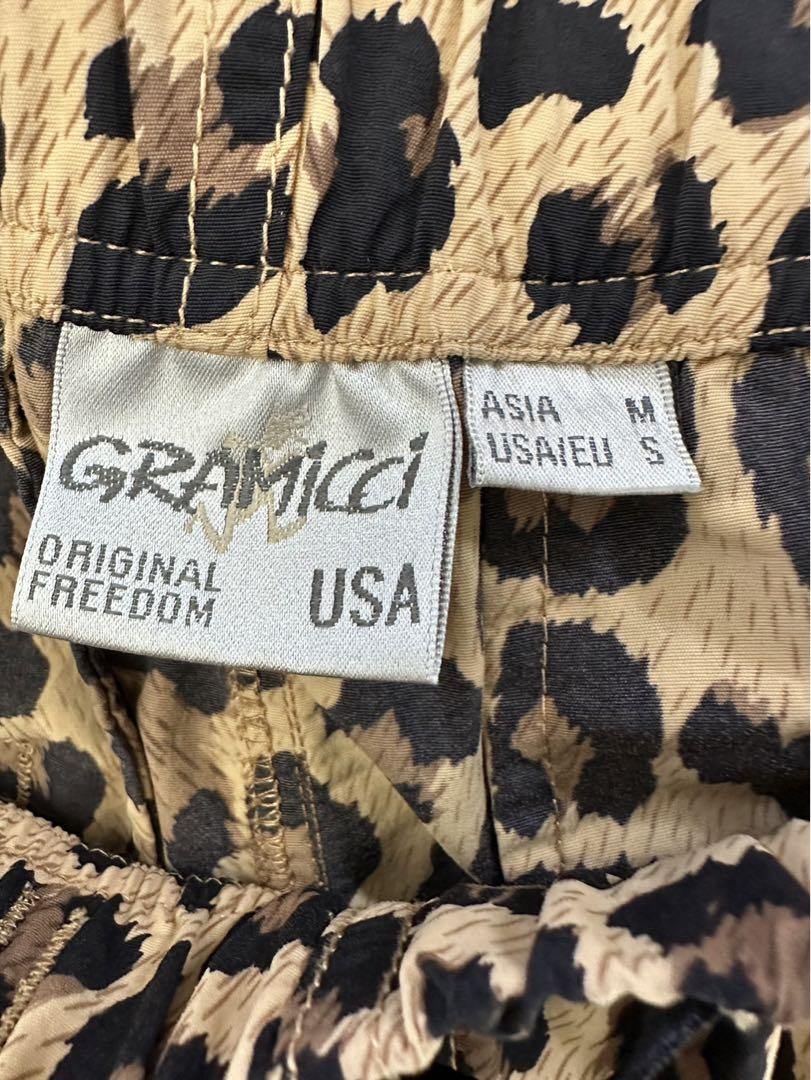 GRAMiCCi
ORIGINAL
FREEDOM
USA
ASIA M
USA/EU S